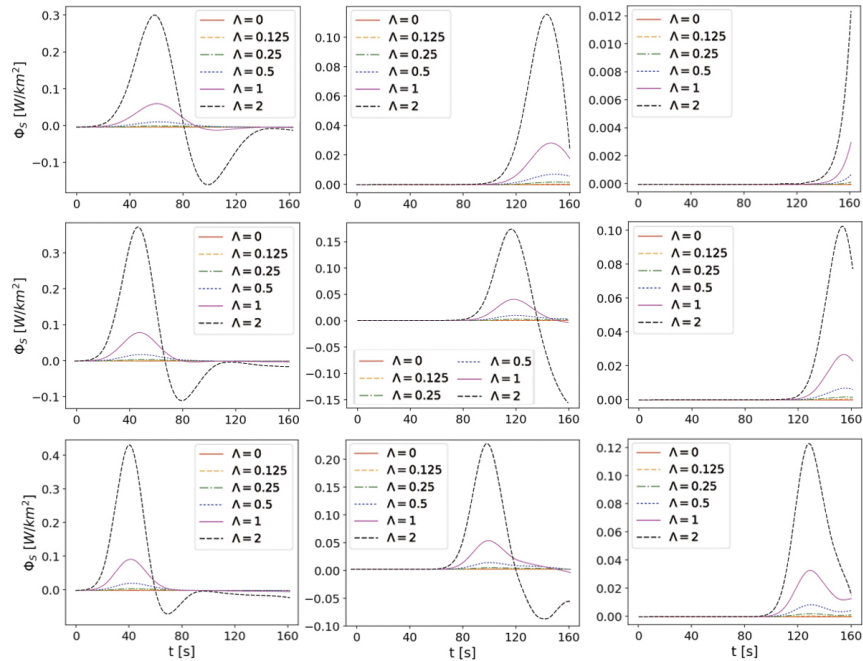 Φ_S [W/km²]
0.3
0.2
0.1
0.0
−0.1
0 40 80 120 160
Λ = 0
Λ = 0.125
Λ = 0.25
Λ = 0.5
Λ = 1
Λ = 2
0.10
0.08
0.06
0.04
0.02
0.00
0 40 80 120 160
Λ = 0
Λ = 0.125
Λ = 0.25
Λ = 0.5
Λ = 1
Λ = 2
0.012
0.010
0.008
0.006
0.004
0.002
0.000
0 40 80 120 160
Λ = 0
Λ = 0.125
Λ = 0.25
Λ = 0.5
Λ = 1
Λ = 2
Φ_S [W/km²]
0.3
0.2
0.1
0.0
−0.1
0 40 80 120 160
Λ = 0
Λ = 0.125
Λ = 0.25
Λ = 0.5
Λ = 1
Λ = 2
0.15
0.10
0.05
0.00
−0.05
−0.10
−0.15
0 40 80 120 160
Λ = 0 Λ = 0.5
Λ = 0.125 Λ = 1
Λ = 0.25 Λ = 2
0.10
0.08
0.06
0.04
0.02
0.00
0 40 80 120 160
Λ = 0
Λ = 0.125
Λ = 0.25
Λ = 0.5
Λ = 1
Λ = 2
Φ_S [W/km²]
0.4
0.3
0.2
0.1
0.0
0 40 80 120 160
t [s]
Λ = 0
Λ = 0.125
Λ = 0.25
Λ = 0.5
Λ = 1
Λ = 2
0.20
0.15
0.10
0.05
0.00
−0.05
−0.10
0 40 80 120 160
t [s]
Λ = 0
Λ = 0.125
Λ = 0.25
Λ = 0.5
Λ = 1
Λ = 2
0.12
0.10
0.08
0.06
0.04
0.02
0.00
0 40 80 120 160
t [s]
Λ = 0
Λ = 0.125
Λ = 0.25
Λ = 0.5
Λ = 1
Λ = 2